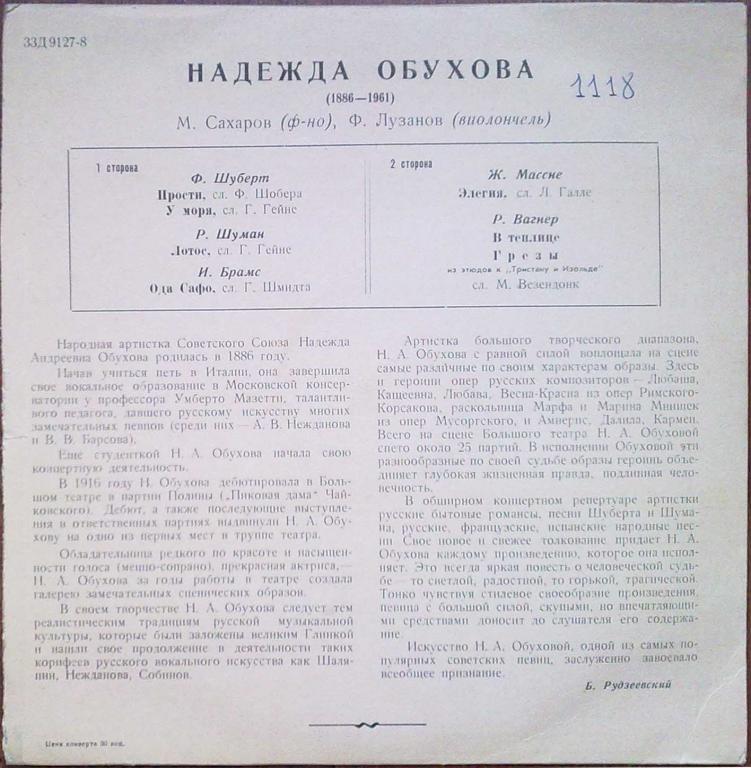 33Д 9127-8
НАДЕЖДА ОБУХОВА
1118
(1886—1961)
М. Сахаров (ф-но), Ф. Лузанов (виолончель)
1 сторона
Ф. Шуберт
Прости, сл. Ф. Шобера
У моря, сл. Г. Гейне
Р. Шуман
Лотос, сл. Г. Гейне
И. Брамс
Ода Сафо, сл. Г. Шмидта
2 сторона
Ж. Массне
Элегия, сл. Л. Галле
Р. Вагнер
В теплице
Грезы
из этюдов к „Тристану и Изольде"
сл. М. Везендонк
Народная артистка Советского Союза Надежда
Андреевна Обухова родилась в 1886 году.
Начав учиться петь в Италии, она завершила
свое вокальное образование в Московской консер-
ватории у профессора Умберто Мазетти, талантли-
вого педагога, давшего русскому искусству многих
замечательных певцов (среди них — А. В. Нежданова
и В. В. Барсова).
Еще студенткой Н. А. Обухова начала свою
концертную деятельность.
В 1916 году Н. Обухова дебютировала в Боль-
шом театре в партии Полины („Пиковая дама" Чай-
ковского). Дебют, а также последующие выступле-
ния в ответственных партиях выдвинули Н. А. Обу-
хову на одно из первых мест в труппе театра.
Обладательница редкого по красоте и насыщен-
ности голоса (меццо-сопрано), прекрасная актриса,—
Н. А. Обухова за годы работы в театре создала
галерею замечательных сценических образов.
В своем творчестве Н. А. Обухова следует тем
реалистическим традициям русской музыкальной
культуры, которые были заложены великим Глинкой
и нашли свое продолжение в деятельности таких
корифеев русского вокального искусства как Шаля-
пин, Нежданова, Собинов.
Артистка большого творческого диапазона,
Н. А. Обухова с равной силой воплощала на сцене
самые различные по своим характерам образы. Здесь
и героини опер русских композиторов — Любаша,
Кащеевна, Любава, Весна-Красна из опер Римского-
Корсакова, раскольница Марфа и Марина Мнишек
из опер Мусоргского, и Амнерис, Далила, Кармен.
Всего на сцене Большого театра Н. А. Обуховой
спето около 25 партий. В исполнении Обуховой эти
разнообразные по своей судьбе образы героинь объе-
диняет глубокая жизненная правда, подлинная чело-
вечность.
В обширном концертном репертуаре артистки
русские бытовые романсы, песни Шуберта и Шума-
на, русские, французские, испанские народные пес-
ни. Свое новое и свежее толкование придает Н. А.
Обухова каждому произведению, которое она испол-
няет. Это всегда яркая повесть о человеческой судь-
бе — то светлой, радостной, то горькой, трагической.
Тонко чувствуя стилевое своеобразие произведения,
певица с большой силой, скупыми, но впечатляющи-
ми средствами доносит до слушателя его содержа-
ние.
Искусство Н. А. Обуховой, одной из самых по-
пулярных советских певиц, заслуженно завоевало
всеобщее признание.
Б. Рудзеевский
Цена конверта 30 коп.